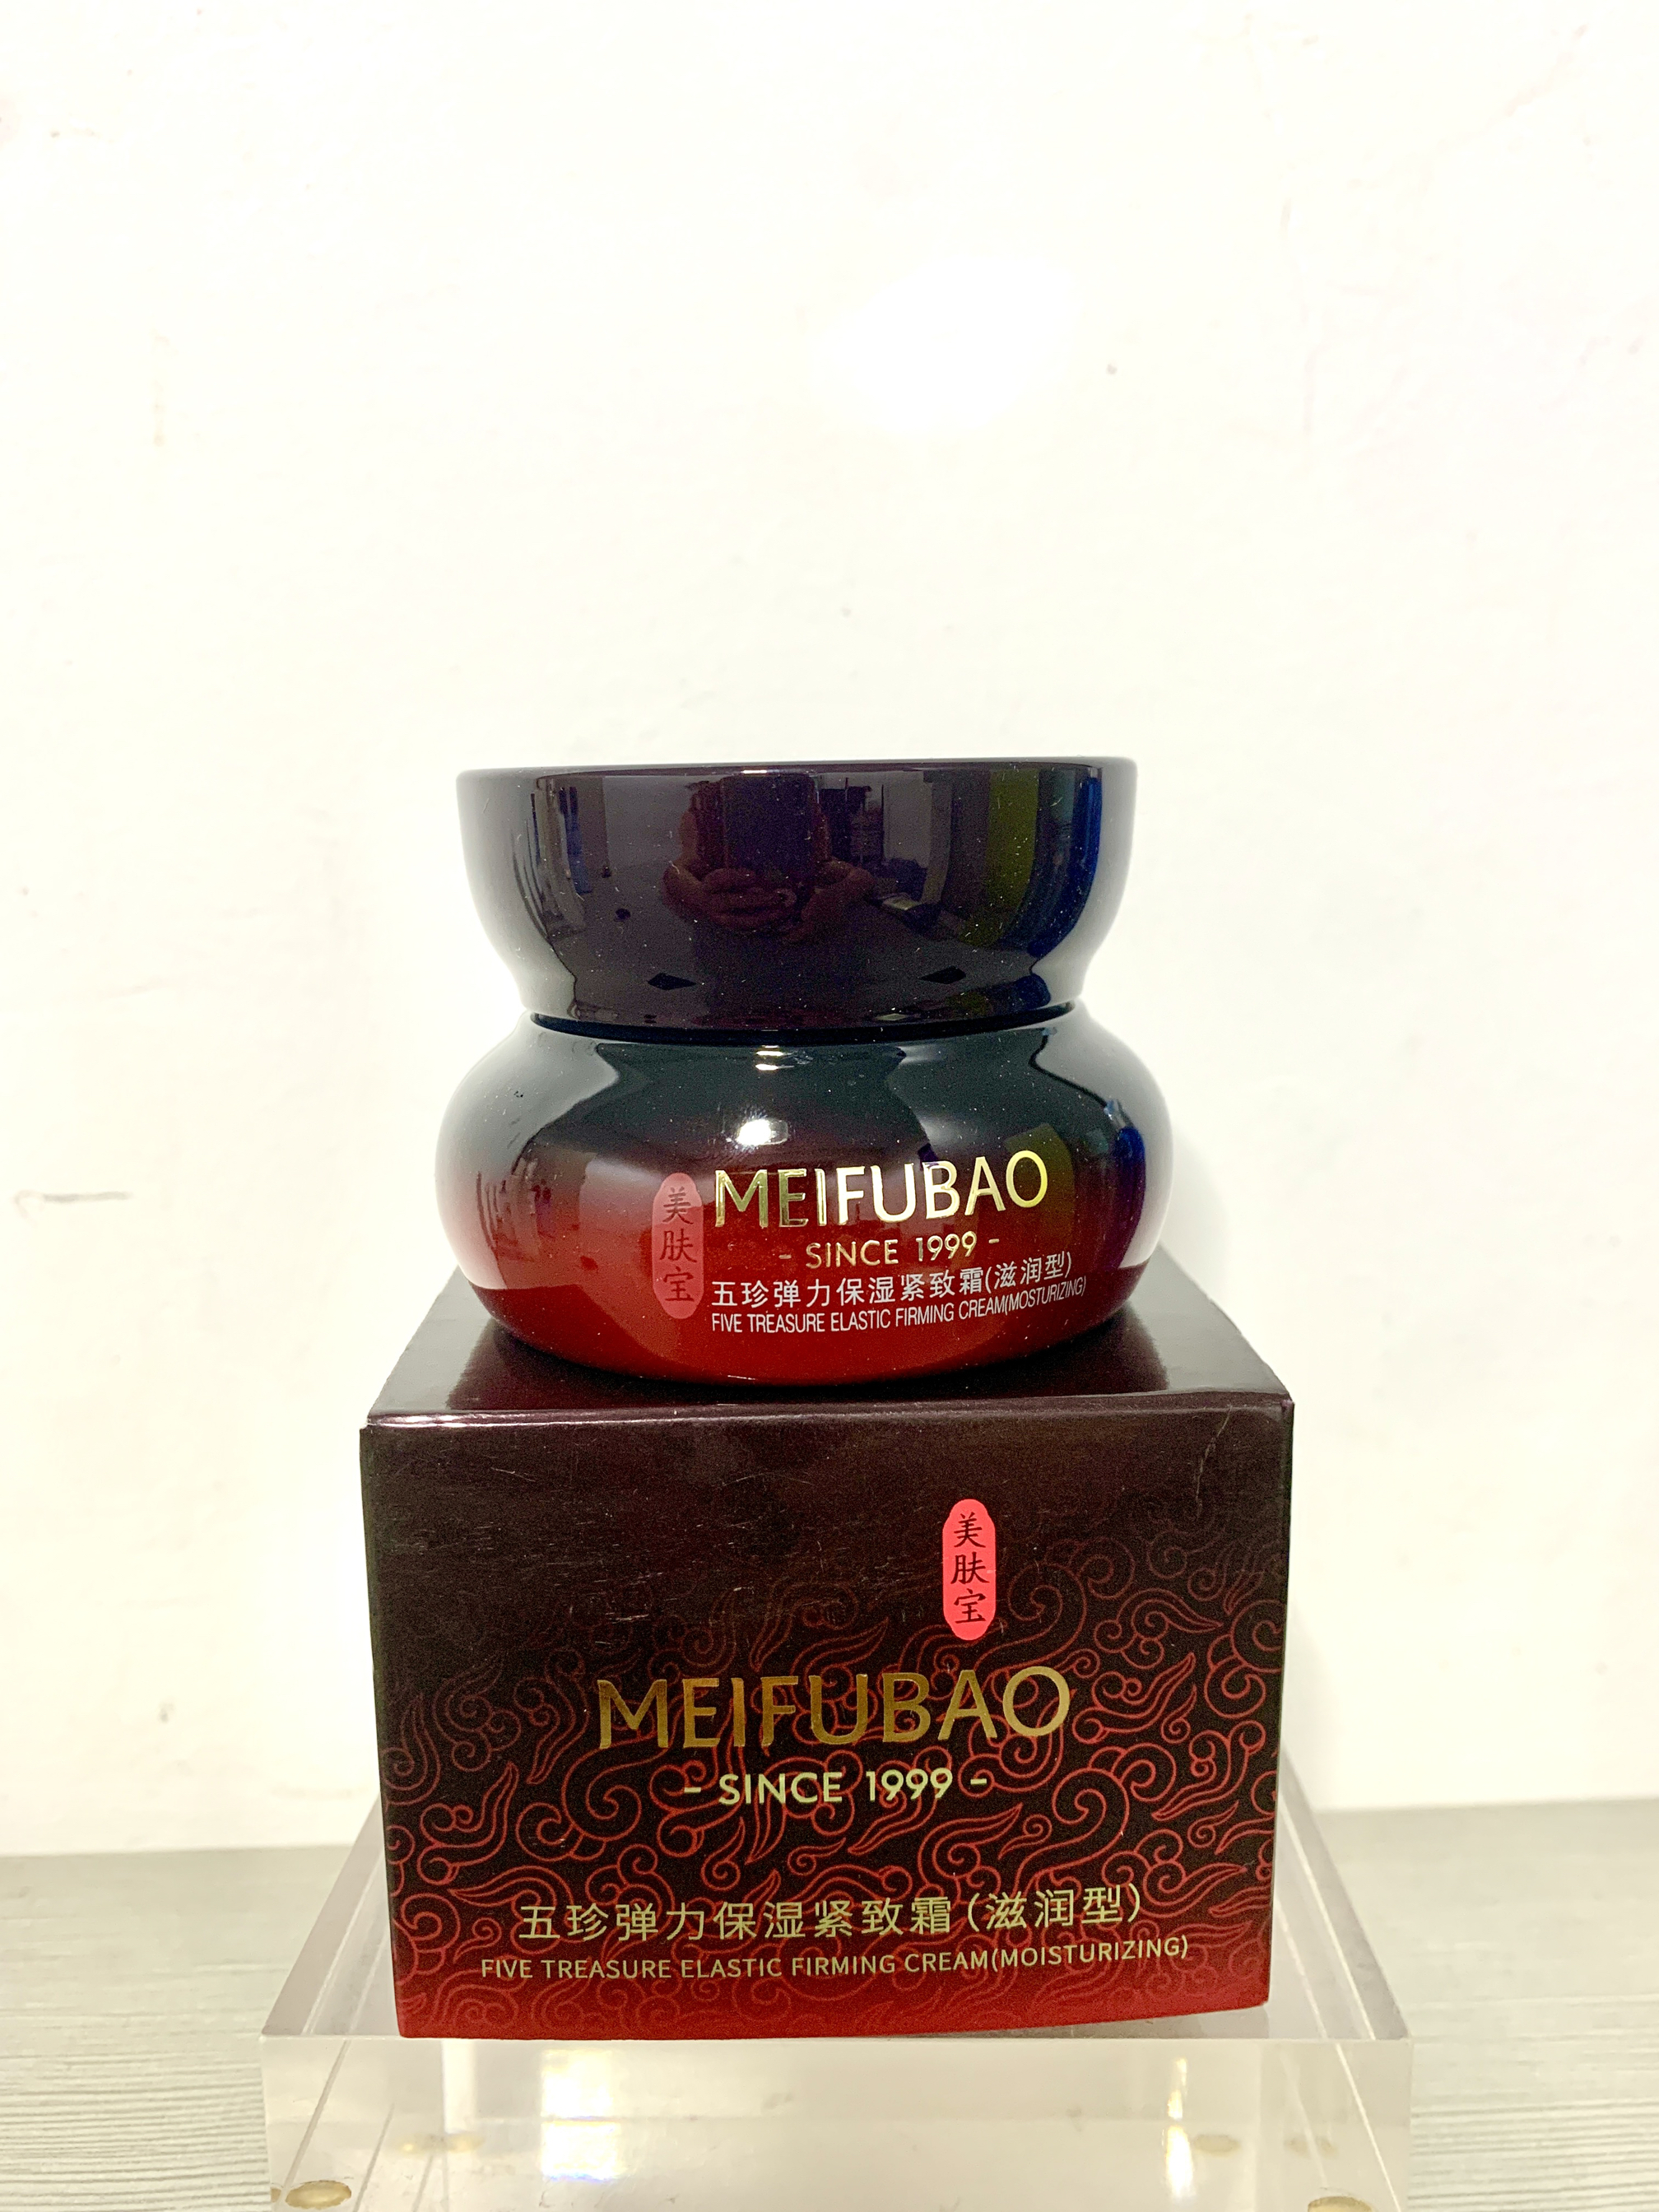 美肤宝
MEIFUBAO
- SINCE 1999 -
五珍弹力保湿紧致霜(滋润型)
FIVE TREASURE ELASTIC FIRMING CREAM(MOSTURIZING)
美肤宝
MEIFUBAO
- SINCE 1999 -
五珍弹力保湿紧致霜(滋润型)
FIVE TREASURE ELASTIC FIRMING CREAM(MOISTURIZING)